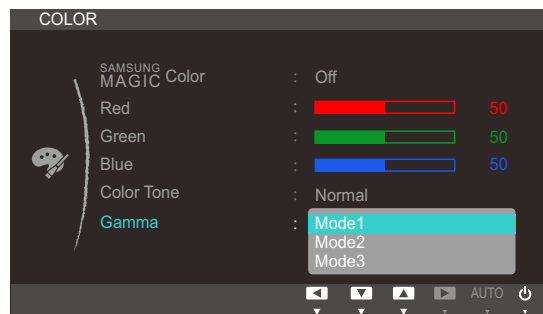 COLOR
SAMSUNG
MAGIC Color : Off
Red : 50
Green : 50
Blue : 50
Color Tone : Normal
Gamma : Mode1
Mode2
Mode3
AUTO